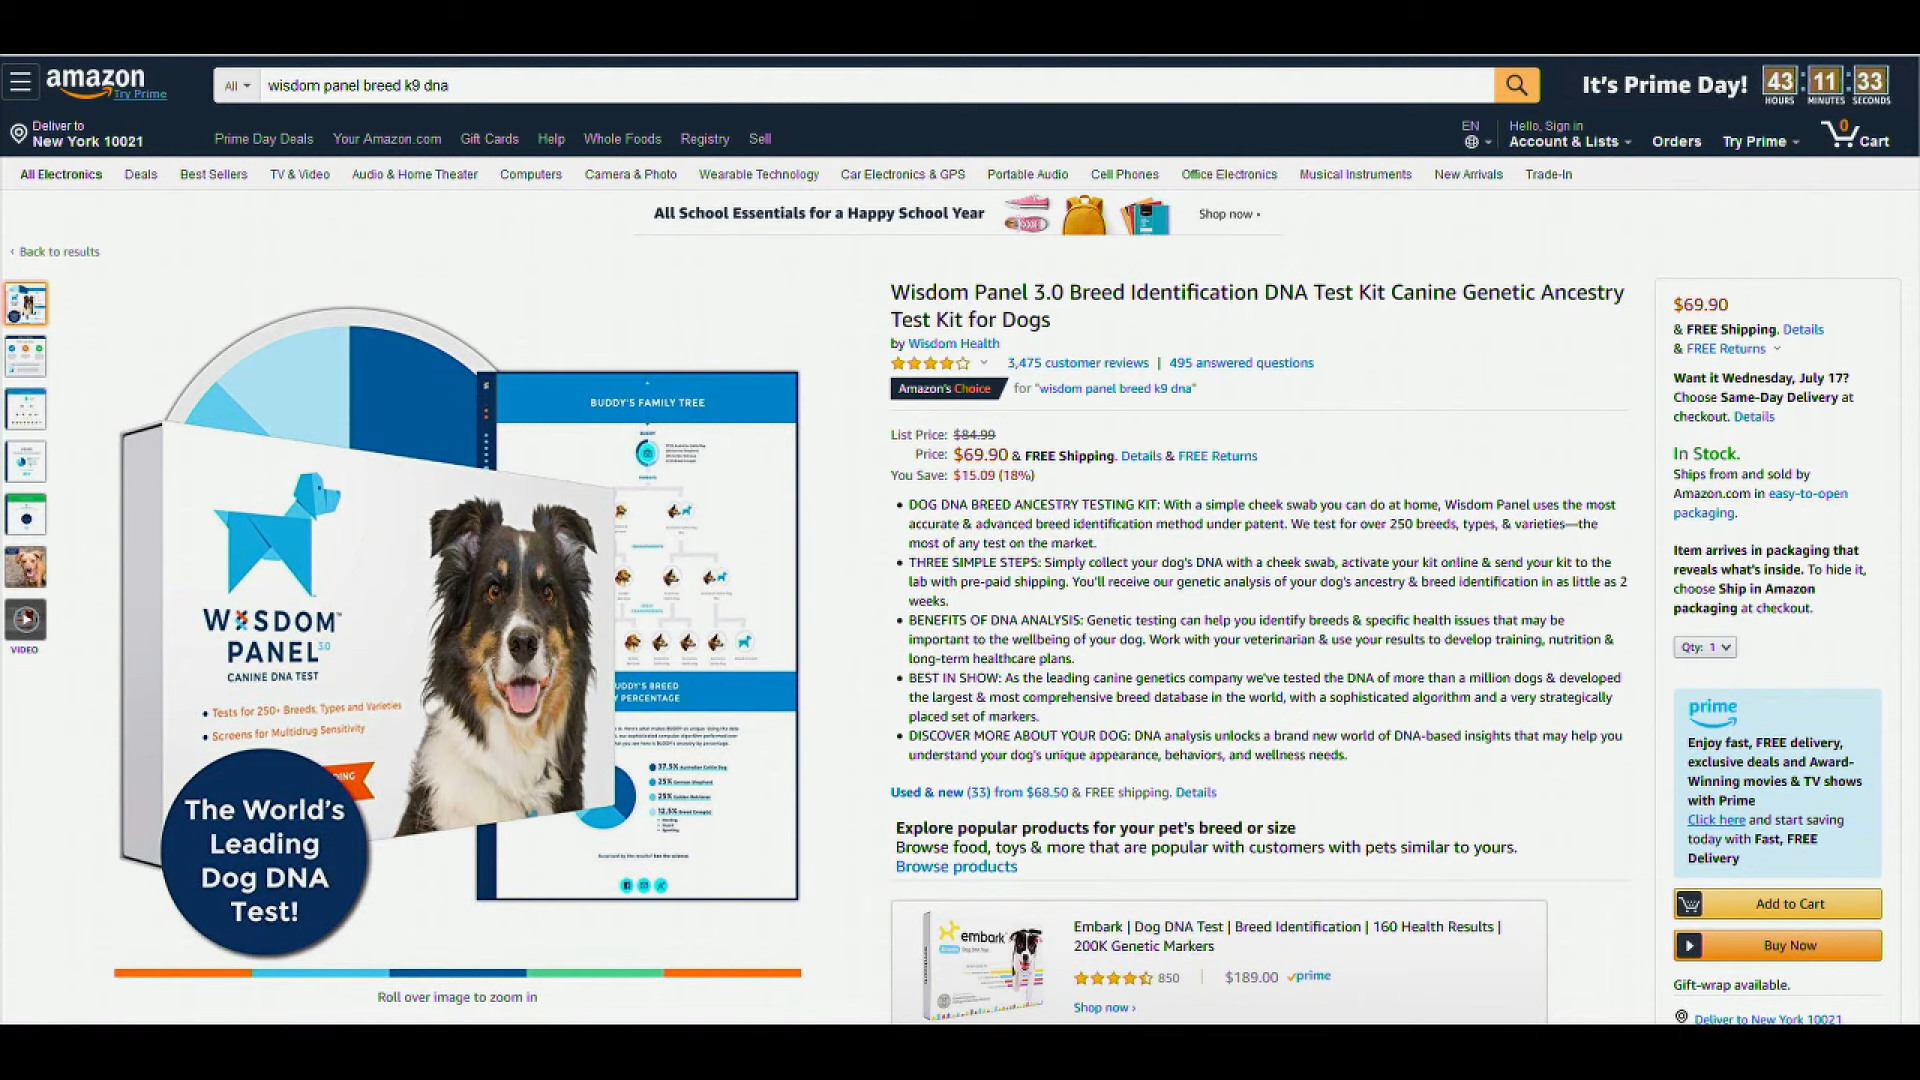 amazon
Try Prime
All
wisdom panel breed k9 dna
It's Prime Day!
43 : 11 : 33
HOURS MINUTES SECONDS
Deliver to
New York 10021
Prime Day Deals Your Amazon.com Gift Cards Help Whole Foods Registry Sell
EN
Hello, Sign in
Account & Lists
Orders
Try Prime
0
Cart
All Electronics Deals Best Sellers TV & Video Audio & Home Theater Computers Camera & Photo Wearable Technology Car Electronics & GPS Portable Audio Cell Phones Office Electronics Musical Instruments New Arrivals Trade-In
All School Essentials for a Happy School Year
Shop now ▸
‹ Back to results
VIDEO
BUDDY'S FAMILY TREE
WISDOM™
PANEL 3.0
CANINE DNA TEST
• Tests for 250+ Breeds, Types and Varieties
• Screens for Multidrug Sensitivity
The World's
Leading
Dog DNA
Test!
37.5% Australian Cattle Dog
25% German Shepherd
25% Golden Retriever
Roll over image to zoom in
Wisdom Panel 3.0 Breed Identification DNA Test Kit Canine Genetic Ancestry
Test Kit for Dogs
by Wisdom Health
3,475 customer reviews | 495 answered questions
Amazon's Choice for "wisdom panel breed k9 dna"
List Price: $84.99
Price: $69.90 & FREE Shipping. Details & FREE Returns
You Save: $15.09 (18%)
• DOG DNA BREED ANCESTRY TESTING KIT: With a simple cheek swab you can do at home, Wisdom Panel uses the most
accurate & advanced breed identification method under patent. We test for over 250 breeds, types, & varieties—the
most of any test on the market.
• THREE SIMPLE STEPS: Simply collect your dog's DNA with a cheek swab, activate your kit online & send your kit to the
lab with pre-paid shipping. You'll receive our genetic analysis of your dog's ancestry & breed identification in as little as 2
weeks.
• BENEFITS OF DNA ANALYSIS: Genetic testing can help you identify breeds & specific health issues that may be
important to the wellbeing of your dog. Work with your veterinarian & use your results to develop training, nutrition &
long-term healthcare plans.
• BEST IN SHOW: As the leading canine genetics company we've tested the DNA of more than a million dogs & developed
the largest & most comprehensive breed database in the world, with a sophisticated algorithm and a very strategically
placed set of markers.
• DISCOVER MORE ABOUT YOUR DOG: DNA analysis unlocks a brand new world of DNA-based insights that may help you
understand your dog's unique appearance, behaviors, and wellness needs.
Used & new (33) from $68.50 & FREE shipping. Details
Explore popular products for your pet's breed or size
Browse food, toys & more that are popular with customers with pets similar to yours.
Browse products
embark
Embark | Dog DNA Test | Breed Identification | 160 Health Results |
200K Genetic Markers
850 | $189.00 prime
Shop now ›
$69.90
& FREE Shipping. Details
& FREE Returns
Want it Wednesday, July 17?
Choose Same-Day Delivery at
checkout. Details
In Stock.
Ships from and sold by
Amazon.com in easy-to-open
packaging.
Item arrives in packaging that
reveals what's inside. To hide it,
choose Ship in Amazon
packaging at checkout.
Qty: 1
prime
Enjoy fast, FREE delivery,
exclusive deals and Award-
Winning movies & TV shows
with Prime
Click here and start saving
today with Fast, FREE
Delivery
Add to Cart
Buy Now
Gift-wrap available.
Deliver to New York 10021